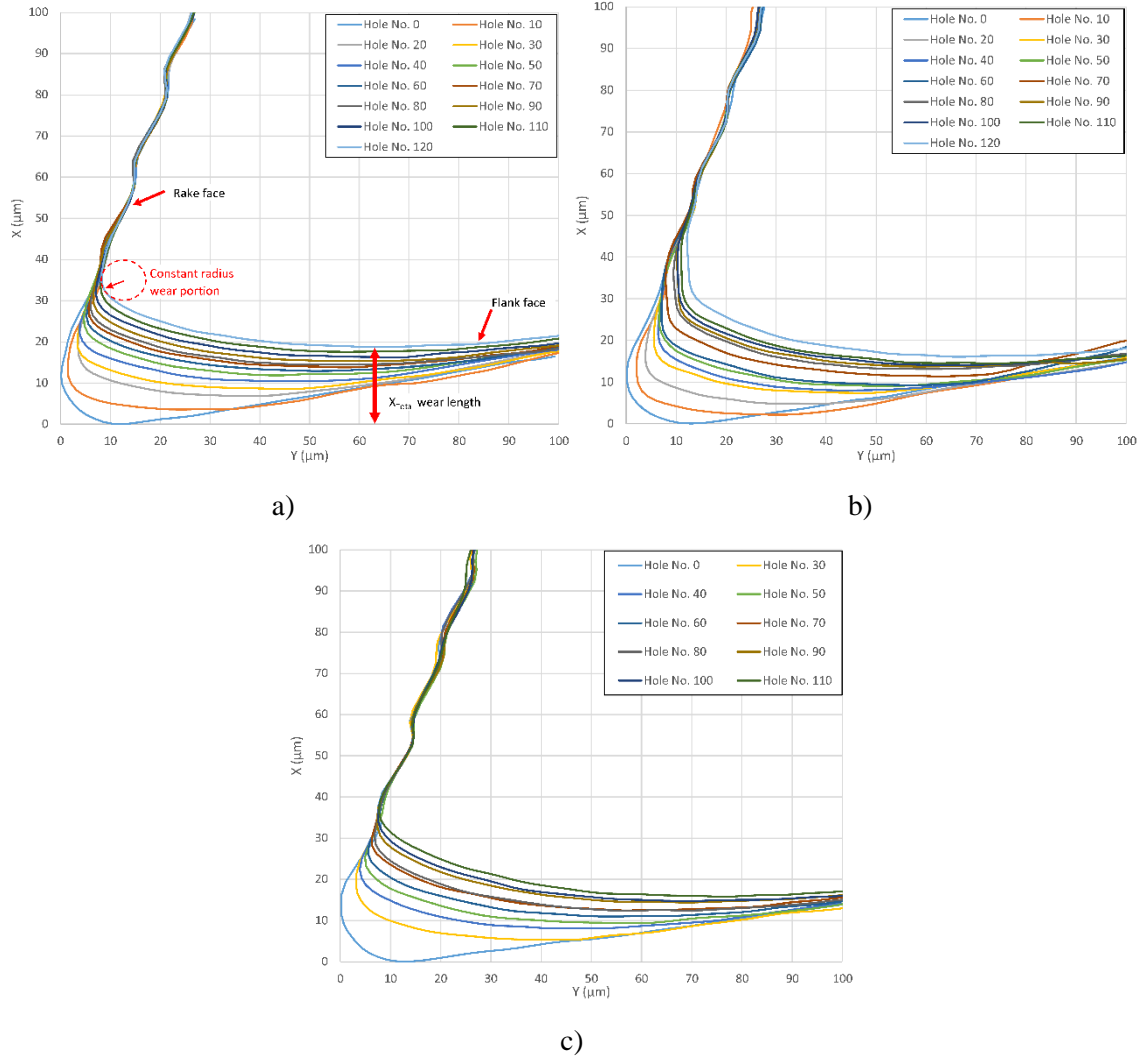 100
90
80
70
60
50
40
30
20
10
0
X (µm)
0 10 20 30 40 50 60 70 80 90 100
Y (µm)
Hole No. 0 Hole No. 10
Hole No. 20 Hole No. 30
Hole No. 40 Hole No. 50
Hole No. 60 Hole No. 70
Hole No. 80 Hole No. 90
Hole No. 100 Hole No. 110
Hole No. 120
Rake face
Constant radius
wear portion
Flank face
X-cta wear length
a)
100
90
80
70
60
50
40
30
20
10
0
X (µm)
0 10 20 30 40 50 60 70 80 90 100
Y (µm)
Hole No. 0 Hole No. 10
Hole No. 20 Hole No. 30
Hole No. 40 Hole No. 50
Hole No. 60 Hole No. 70
Hole No. 80 Hole No. 90
Hole No. 100 Hole No. 110
Hole No. 120
b)
100
90
80
70
60
50
40
30
20
10
0
X (µm)
0 10 20 30 40 50 60 70 80 90 100
Y (µm)
Hole No. 0 Hole No. 30
Hole No. 40 Hole No. 50
Hole No. 60 Hole No. 70
Hole No. 80 Hole No. 90
Hole No. 100 Hole No. 110
c)